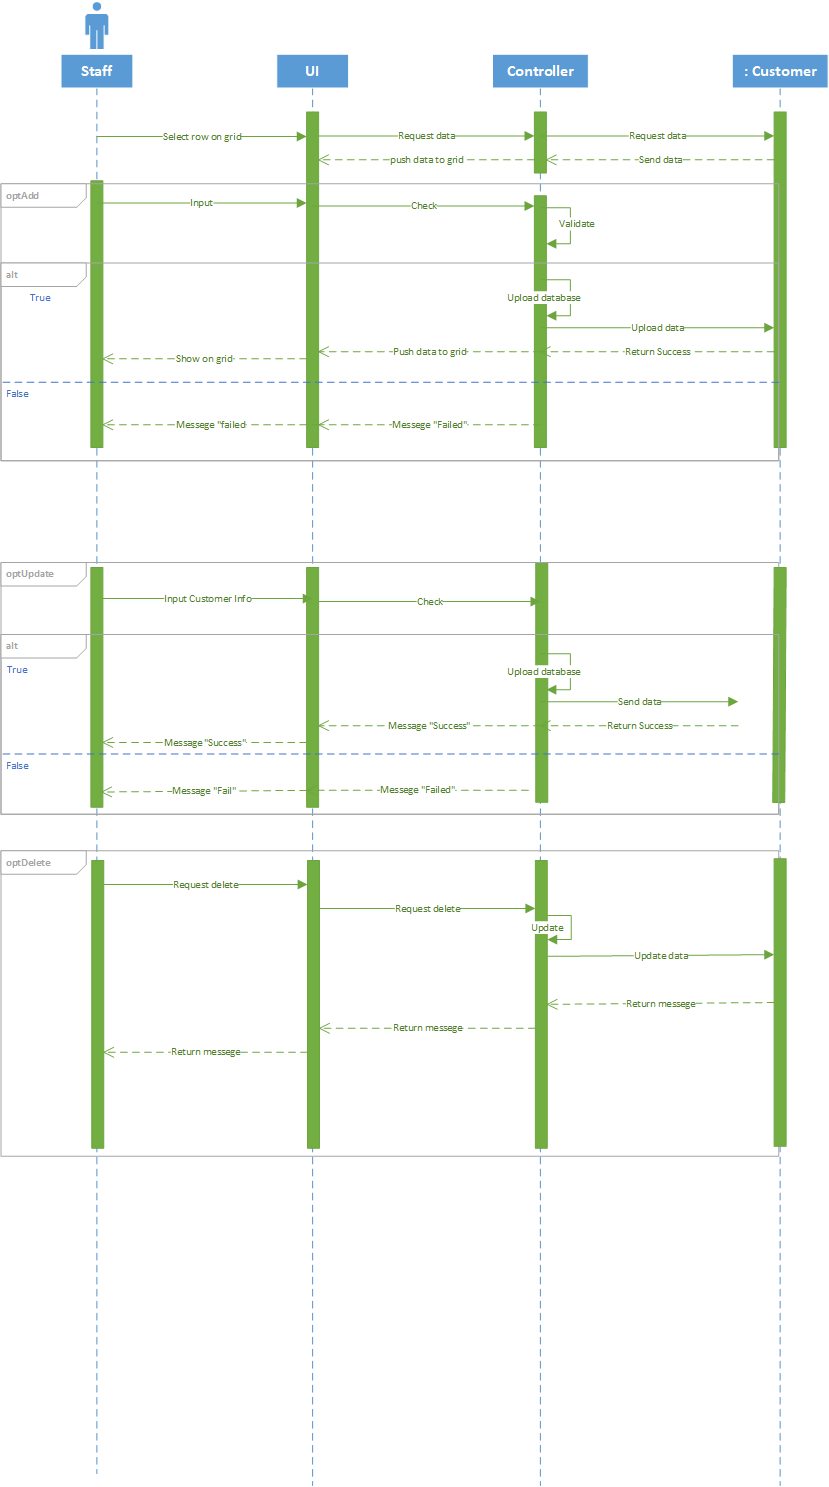 Staff
UI
Controller
: Customer
Select row on grid
Request data
Request data
push data to grid
Send data
optAdd
Input
Check
Validate
alt
True
Upload database
Upload data
Show on grid
Push data to grid
Return Success
False
Messege "failed
Messege "Failed"
optUpdate
Input Customer Info
Check
alt
True
Upload database
Send data
Message "Success"
Return Success
Message "Success"
False
Message "Fail"
Messege "Failed"
optDelete
Request delete
Request delete
Update
Update data
Return messege
Return messege
Return messege